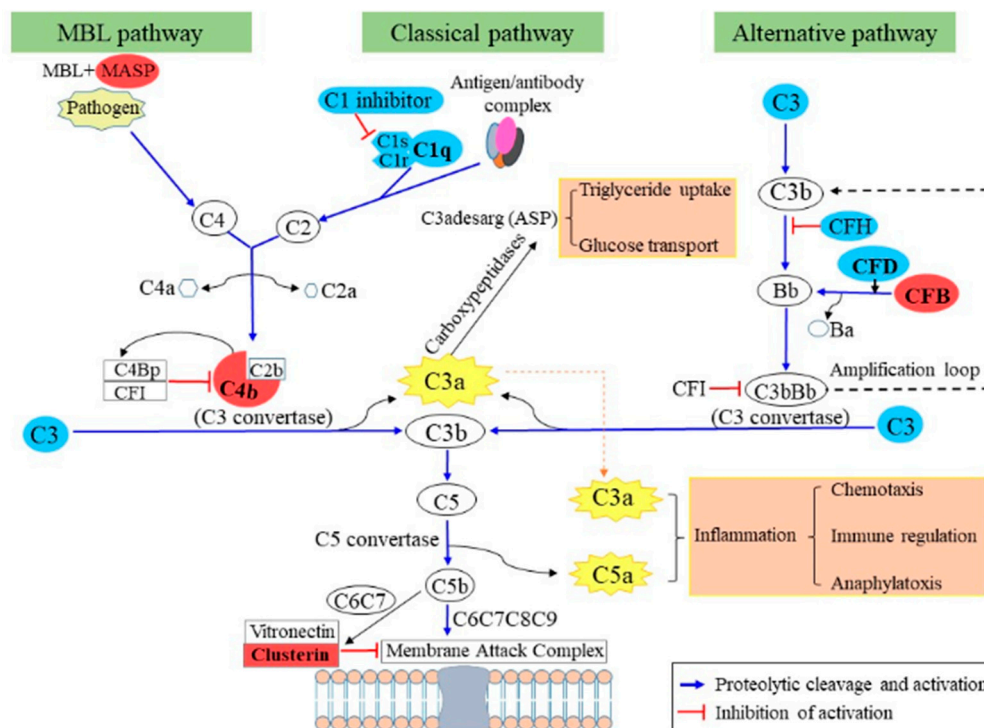 MBL pathway
Classical pathway
Alternative pathway
MBL+ MASP
Pathogen
C1 inhibitor
C1s
C1r
C1q
Antigen/antibody
complex
C3
C3b
CFH
CFD
CFB
Bb
Ba
C3adesarg (ASP)
Triglyceride uptake
Glucose transport
Carboxypeptidases
C4
C2
C4a
C2a
C4Bp
CFI
C2b
C4b
(C3 convertase)
C3a
CFI
C3bBb
Amplification loop
(C3 convertase)
C3
C3b
C3
C5
C5 convertase
C3a
C5a
Inflammation
Chemotaxis
Immune regulation
Anaphylatoxis
C5b
C6C7
C6C7C8C9
Vitronectin
Clusterin
Membrane Attack Complex
Proteolytic cleavage and activation
Inhibition of activation